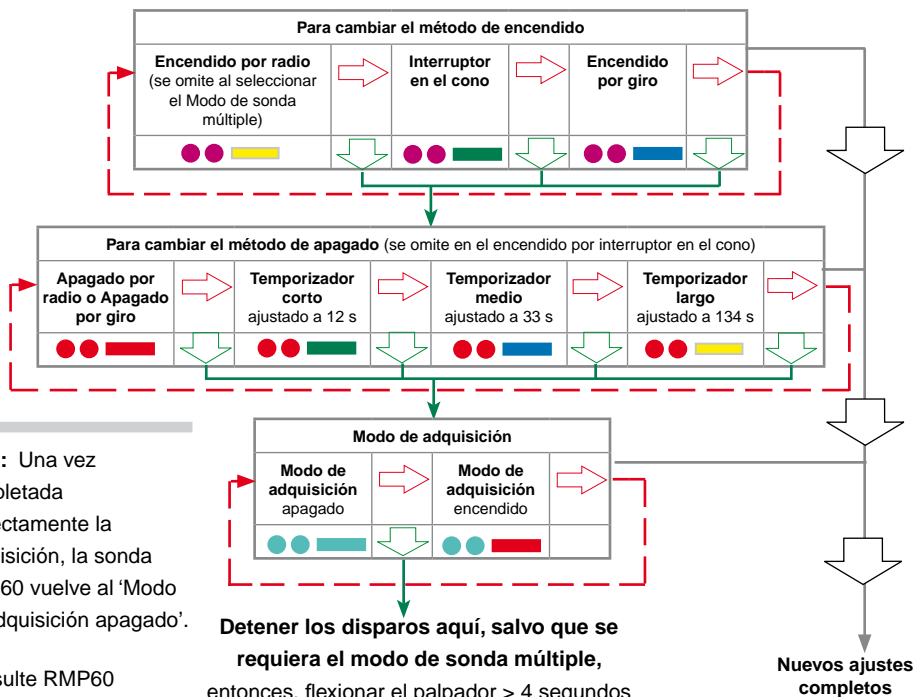 Para cambiar el método de encendido
Encendido por radio
(se omite al seleccionar
el Modo de sonda
múltiple)
Interruptor
en el cono
Encendido
por giro
Para cambiar el método de apagado (se omite en el encendido por interruptor en el cono)
Apagado por
radio o Apagado
por giro
Temporizador
corto
ajustado a 12 s
Temporizador
medio
ajustado a 33 s
Temporizador
largo
ajustado a 134 s
Modo de adquisición
Modo de
adquisición
apagado
Modo de
adquisición
encendido
: Una vez
ectamente la
isición, la sonda
60 vuelve al ‘Modo
dquisición apagado’.
sulte RMP60
Detener los disparos aquí, salvo que se
requiera el modo de sonda múltiple,
entonces, flexionar el palpador > 4 segundos
Nuevos ajustes
completos